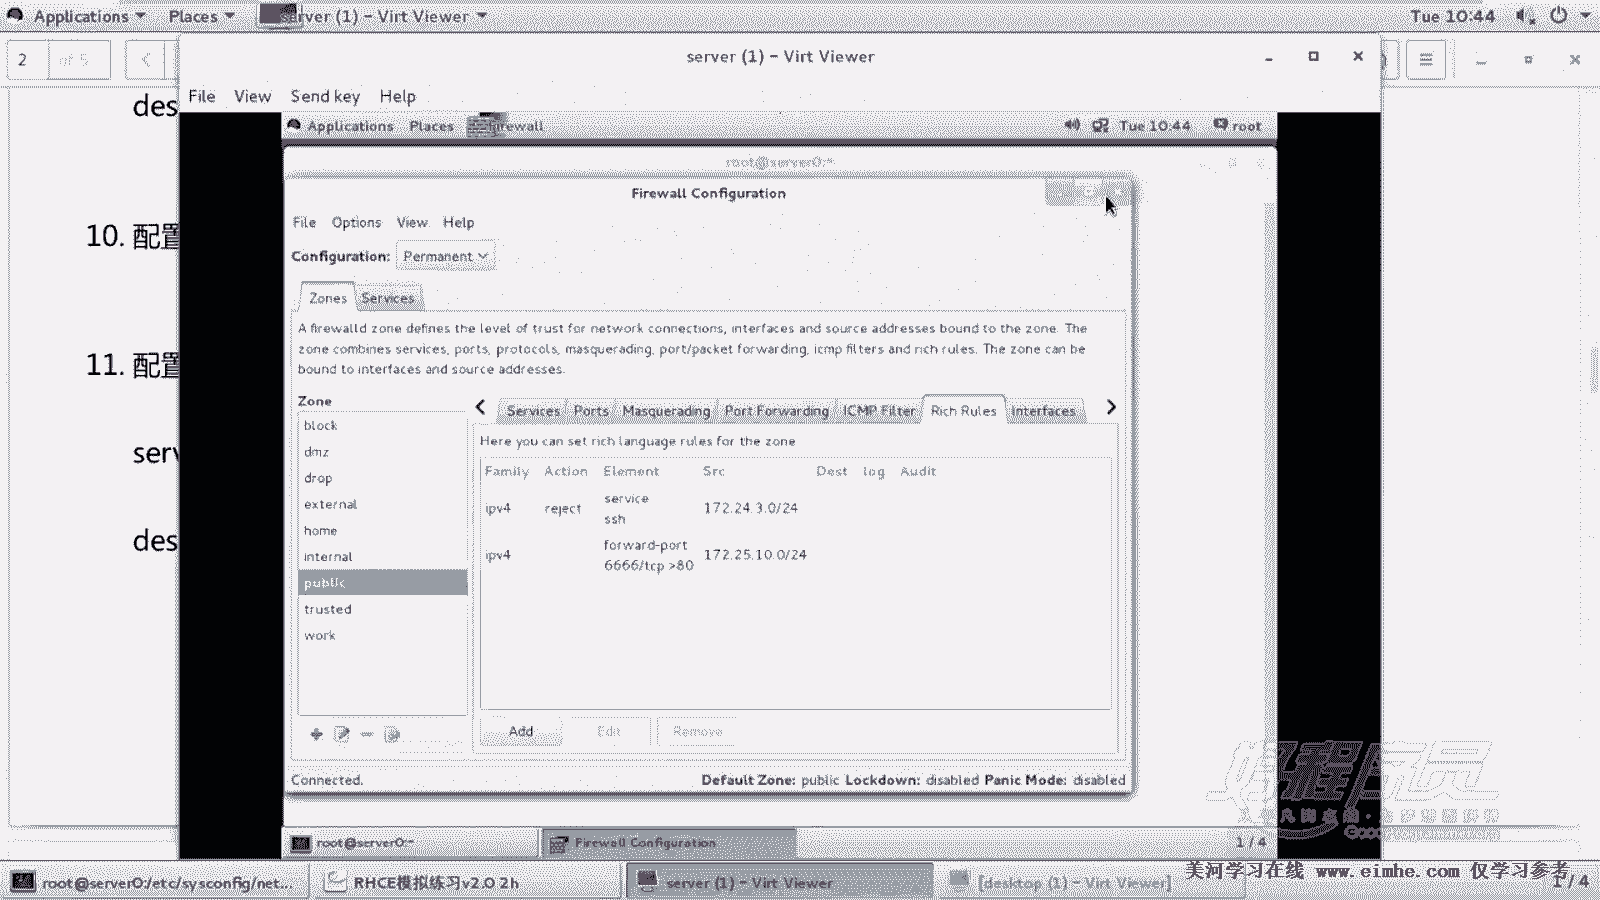 Applications Places server (1) – Virt Viewer Tue 10:44
2 of 5
server (1) – Virt Viewer
File View Send key Help
Applications Places Firewall Tue 10:44 root
root@server0:~
Firewall Configuration
File Options View Help
Configuration: Permanent
Zones Services
A firewalld zone defines the level of trust for network connections, interfaces and source addresses bound to the zone. The
zone combines services, ports, protocols, masquerading, port/packet forwarding, icmp filters and rich rules. The zone can be
bound to interfaces and source addresses.
Zone
block
dmz
drop
external
home
internal
public
trusted
work
Services Ports Masquerading Port Forwarding ICMP Filter Rich Rules Interfaces
Here you can set rich language rules for the zone
Family Action Element Src Dest log Audit
ipv4 reject service ssh 172.24.3.0/24
ipv4 forward-port 6666/tcp >80 172.25.10.0/24
Add Edit Remove
Connected. Default Zone: public Lockdown: disabled Panic Mode: disabled
root@server0:~ Firewall Configuration 1 / 4
des
10. 配置
11. 配置
serv
des
好程序员
美河学习在线 www.eimhe.com 仅学习参考
root@server0:/etc/sysconfig/net... RHCE模拟练习v2.0 2h server (1) – Virt Viewer [desktop (1) – Virt Viewer] 1 / 4